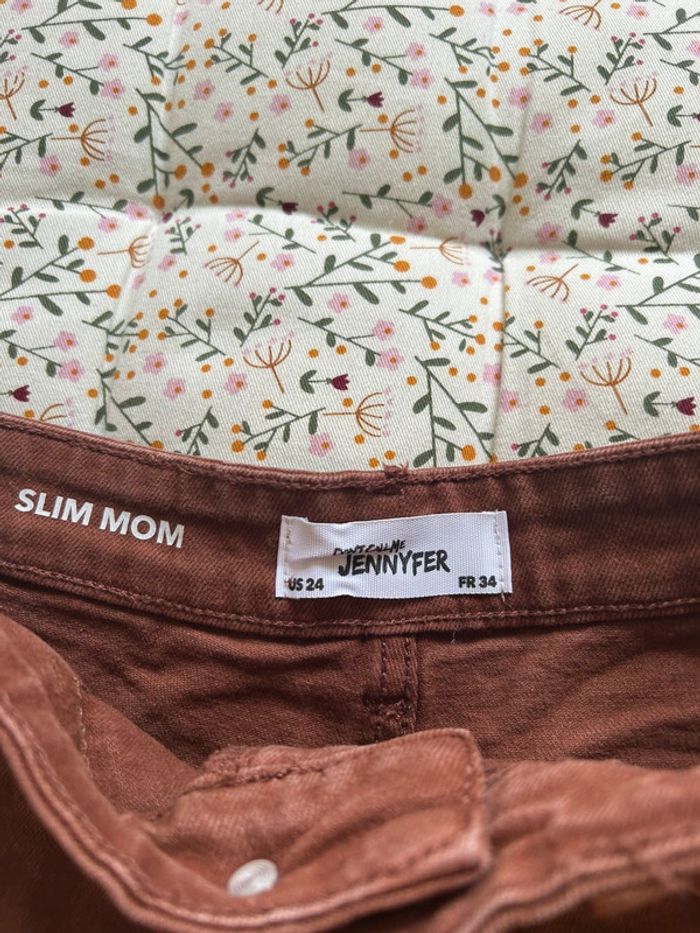 SLIM MOM
DON'T CALL ME
JENNYFER
US 24
FR 34